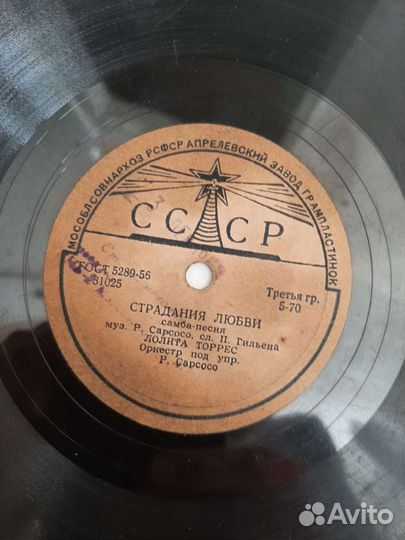 МОСОБЛСОВНАРХОЗ РСФСР АПРЕЛЕВСКИЙ ЗАВОД ГРАМПЛАСТИНОК
СССР
ГОСТ 5289-56
31025
Третья гр.
5-70
СТРАДАНИЯ ЛЮБВИ
самба-песня
муз. Р. Сарсосо, сл. П. Гильена
ЛОЛИТА ТОРРЕС
Оркестр под упр.
Р. Сарсосо
Avito